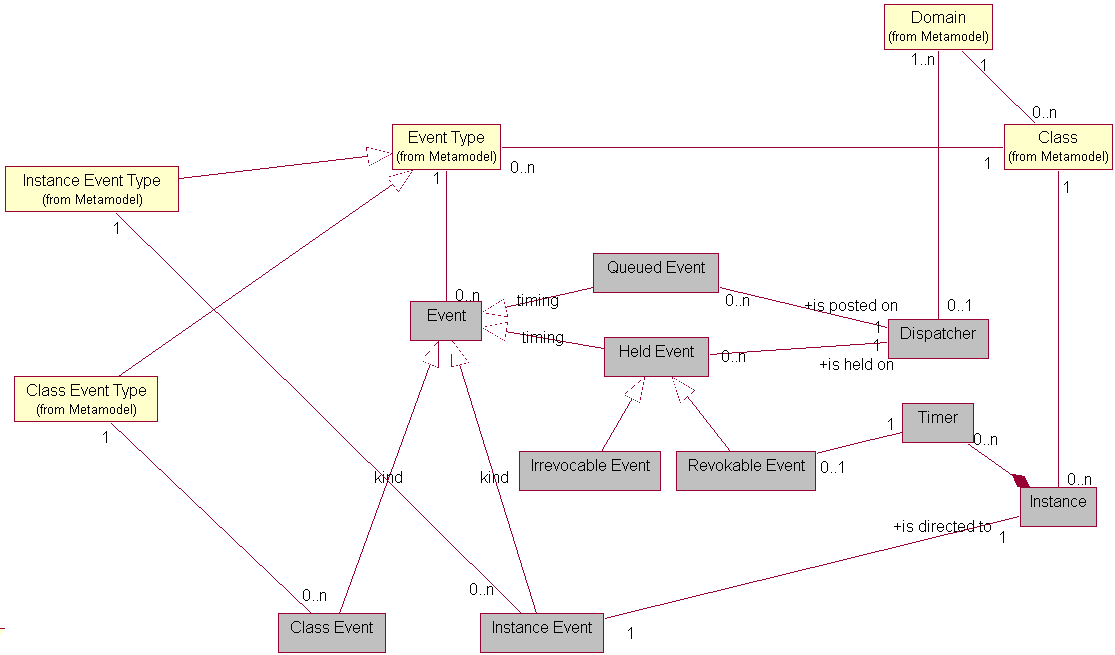 Domain
(from Metamodel)
1..n
1
0..n
Event Type
(from Metamodel)
Class
(from Metamodel)
0..n
1
1
1
Instance Event Type
(from Metamodel)
1
Queued Event
0..n
timing
0..n
+is posted on
0..1
Event
1
Dispatcher
timing
Held Event
0..n
1
+is held on
Class Event Type
(from Metamodel)
1
Timer
1
0..n
Irrevocable Event
Revokable Event
0..1
kind
kind
0..n
Instance
+is directed to
1
0..n
0..n
Class Event
Instance Event
1